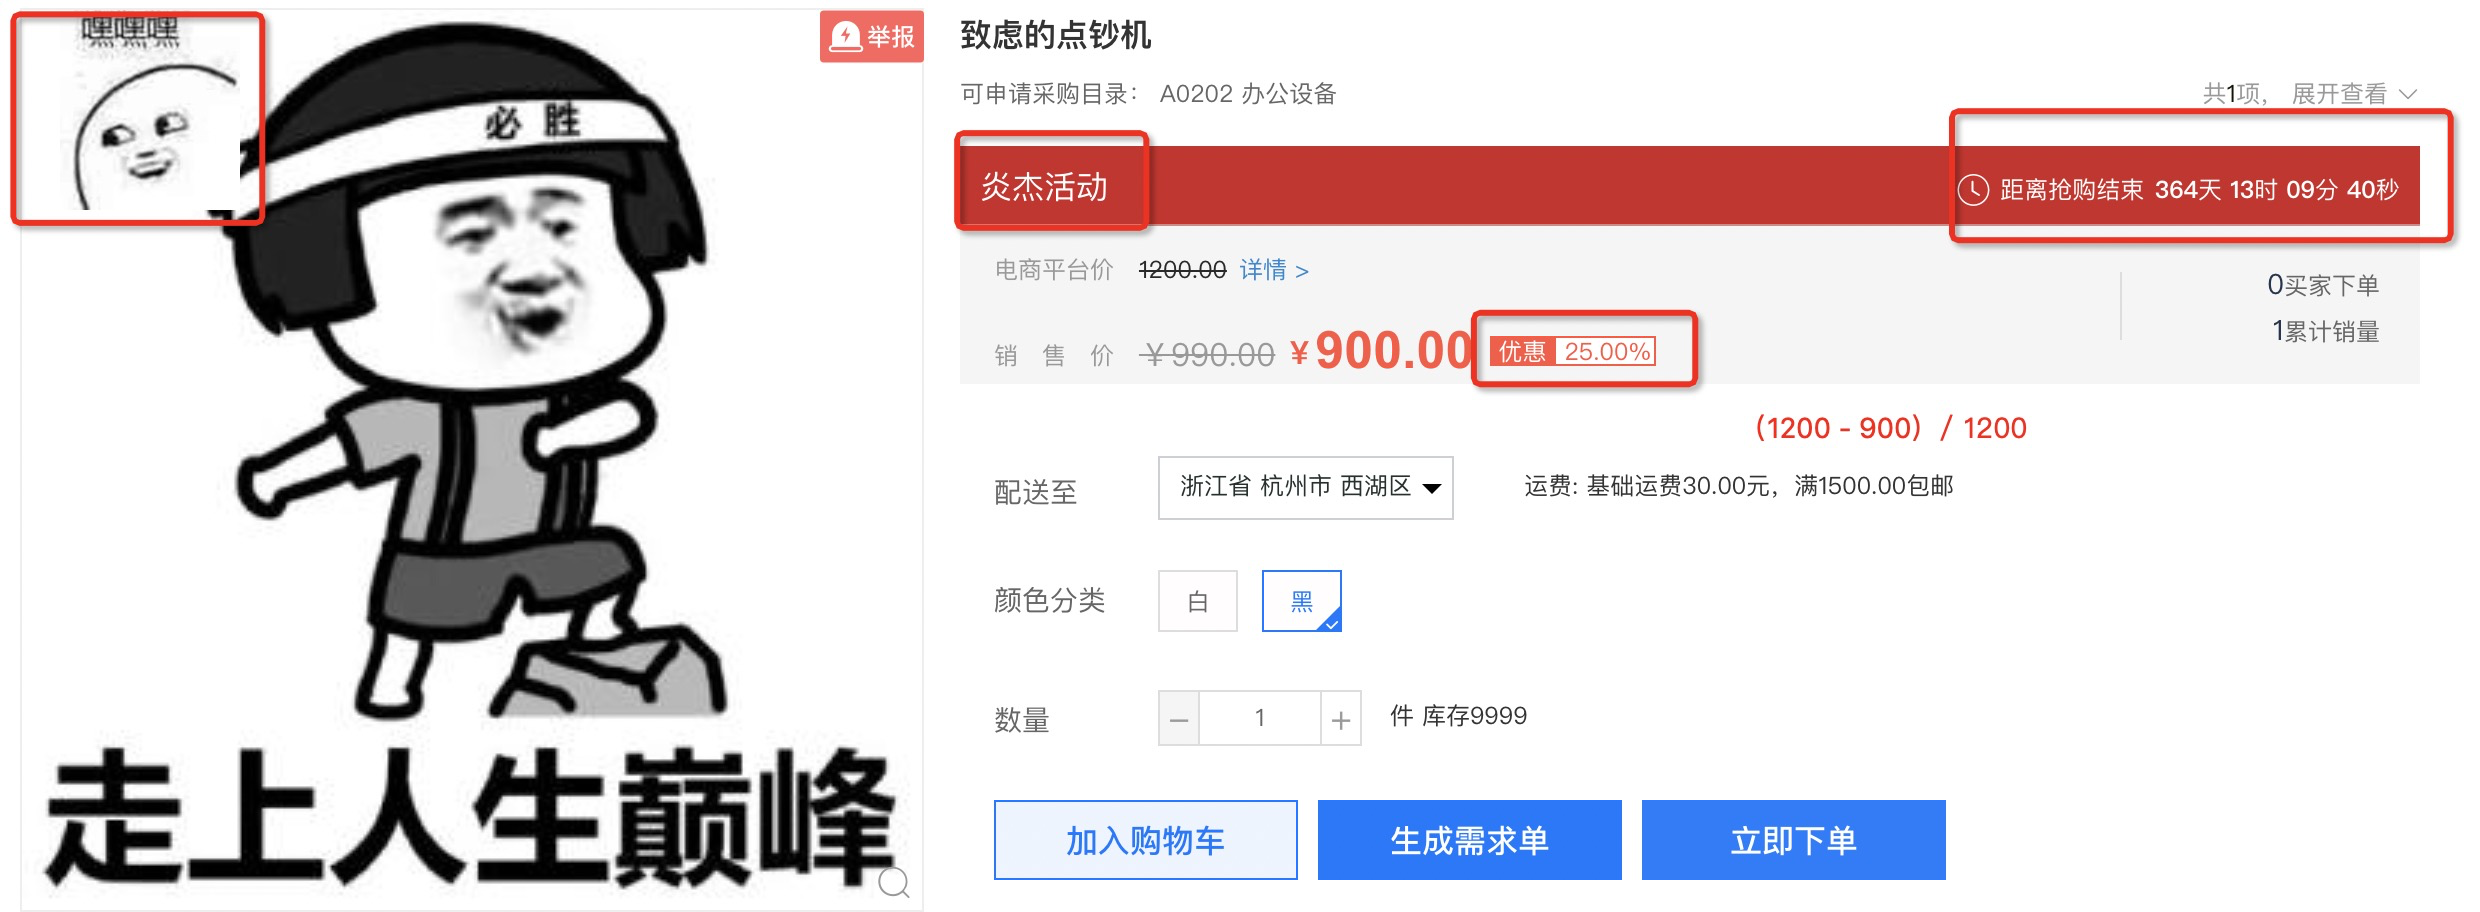 嘿嘿嘿
必胜
走上人生巅峰
举报
致虑的点钞机
可申请采购目录： A0202 办公设备
共1项， 展开查看
炎杰活动
距离抢购结束 364天 13时 09分 40秒
电商平台价 1200.00 详情 >
0买家下单
销售价 ￥990.00 ￥900.00 优惠 25.00%
1累计销量
（1200 - 900）/ 1200
配送至 浙江省 杭州市 西湖区 运费: 基础运费30.00元，满1500.00包邮
颜色分类 白 黑
数量 − 1 + 件 库存9999
加入购物车 生成需求单 立即下单